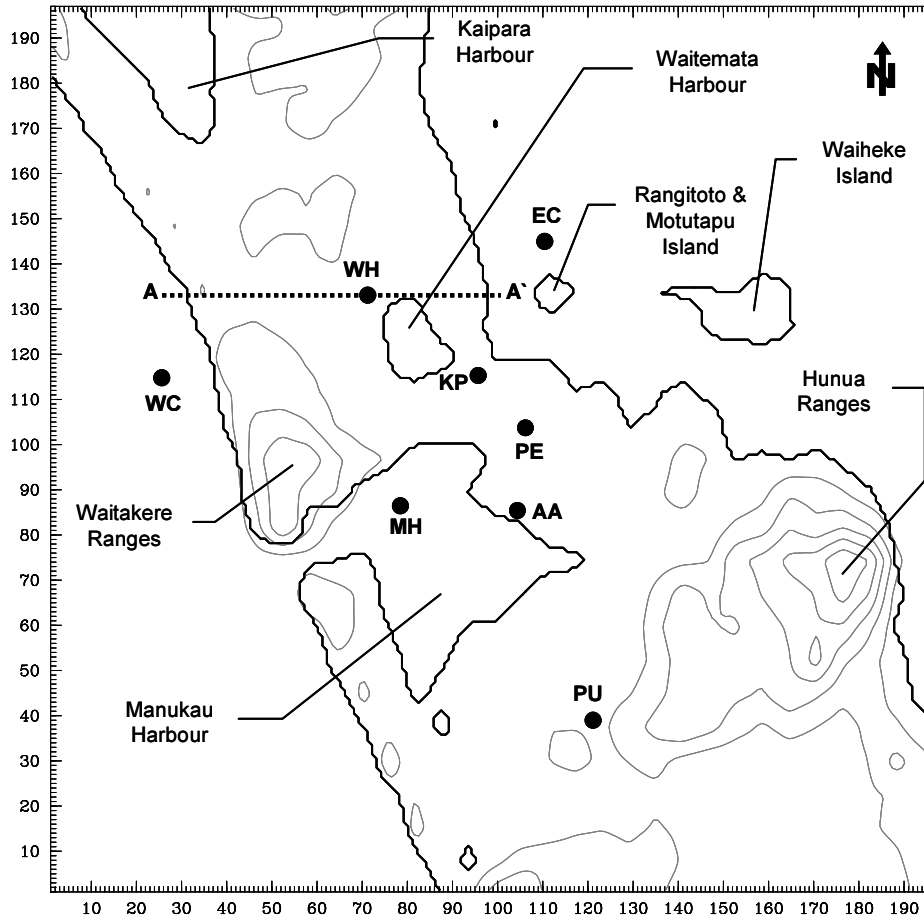 Kaipara
Harbour
Waitemata
Harbour
N
Waiheke
Island
Rangitoto &
Motutapu
Island
EC
WH
A
A`
KP
WC
Hunua
Ranges
PE
Waitakere
Ranges
MH
AA
PU
Manukau
Harbour
190
180
170
160
150
140
130
120
110
100
90
80
70
60
50
40
30
20
10
10 20 30 40 50 60 70 80 90 100 110 120 130 140 150 160 170 180 190